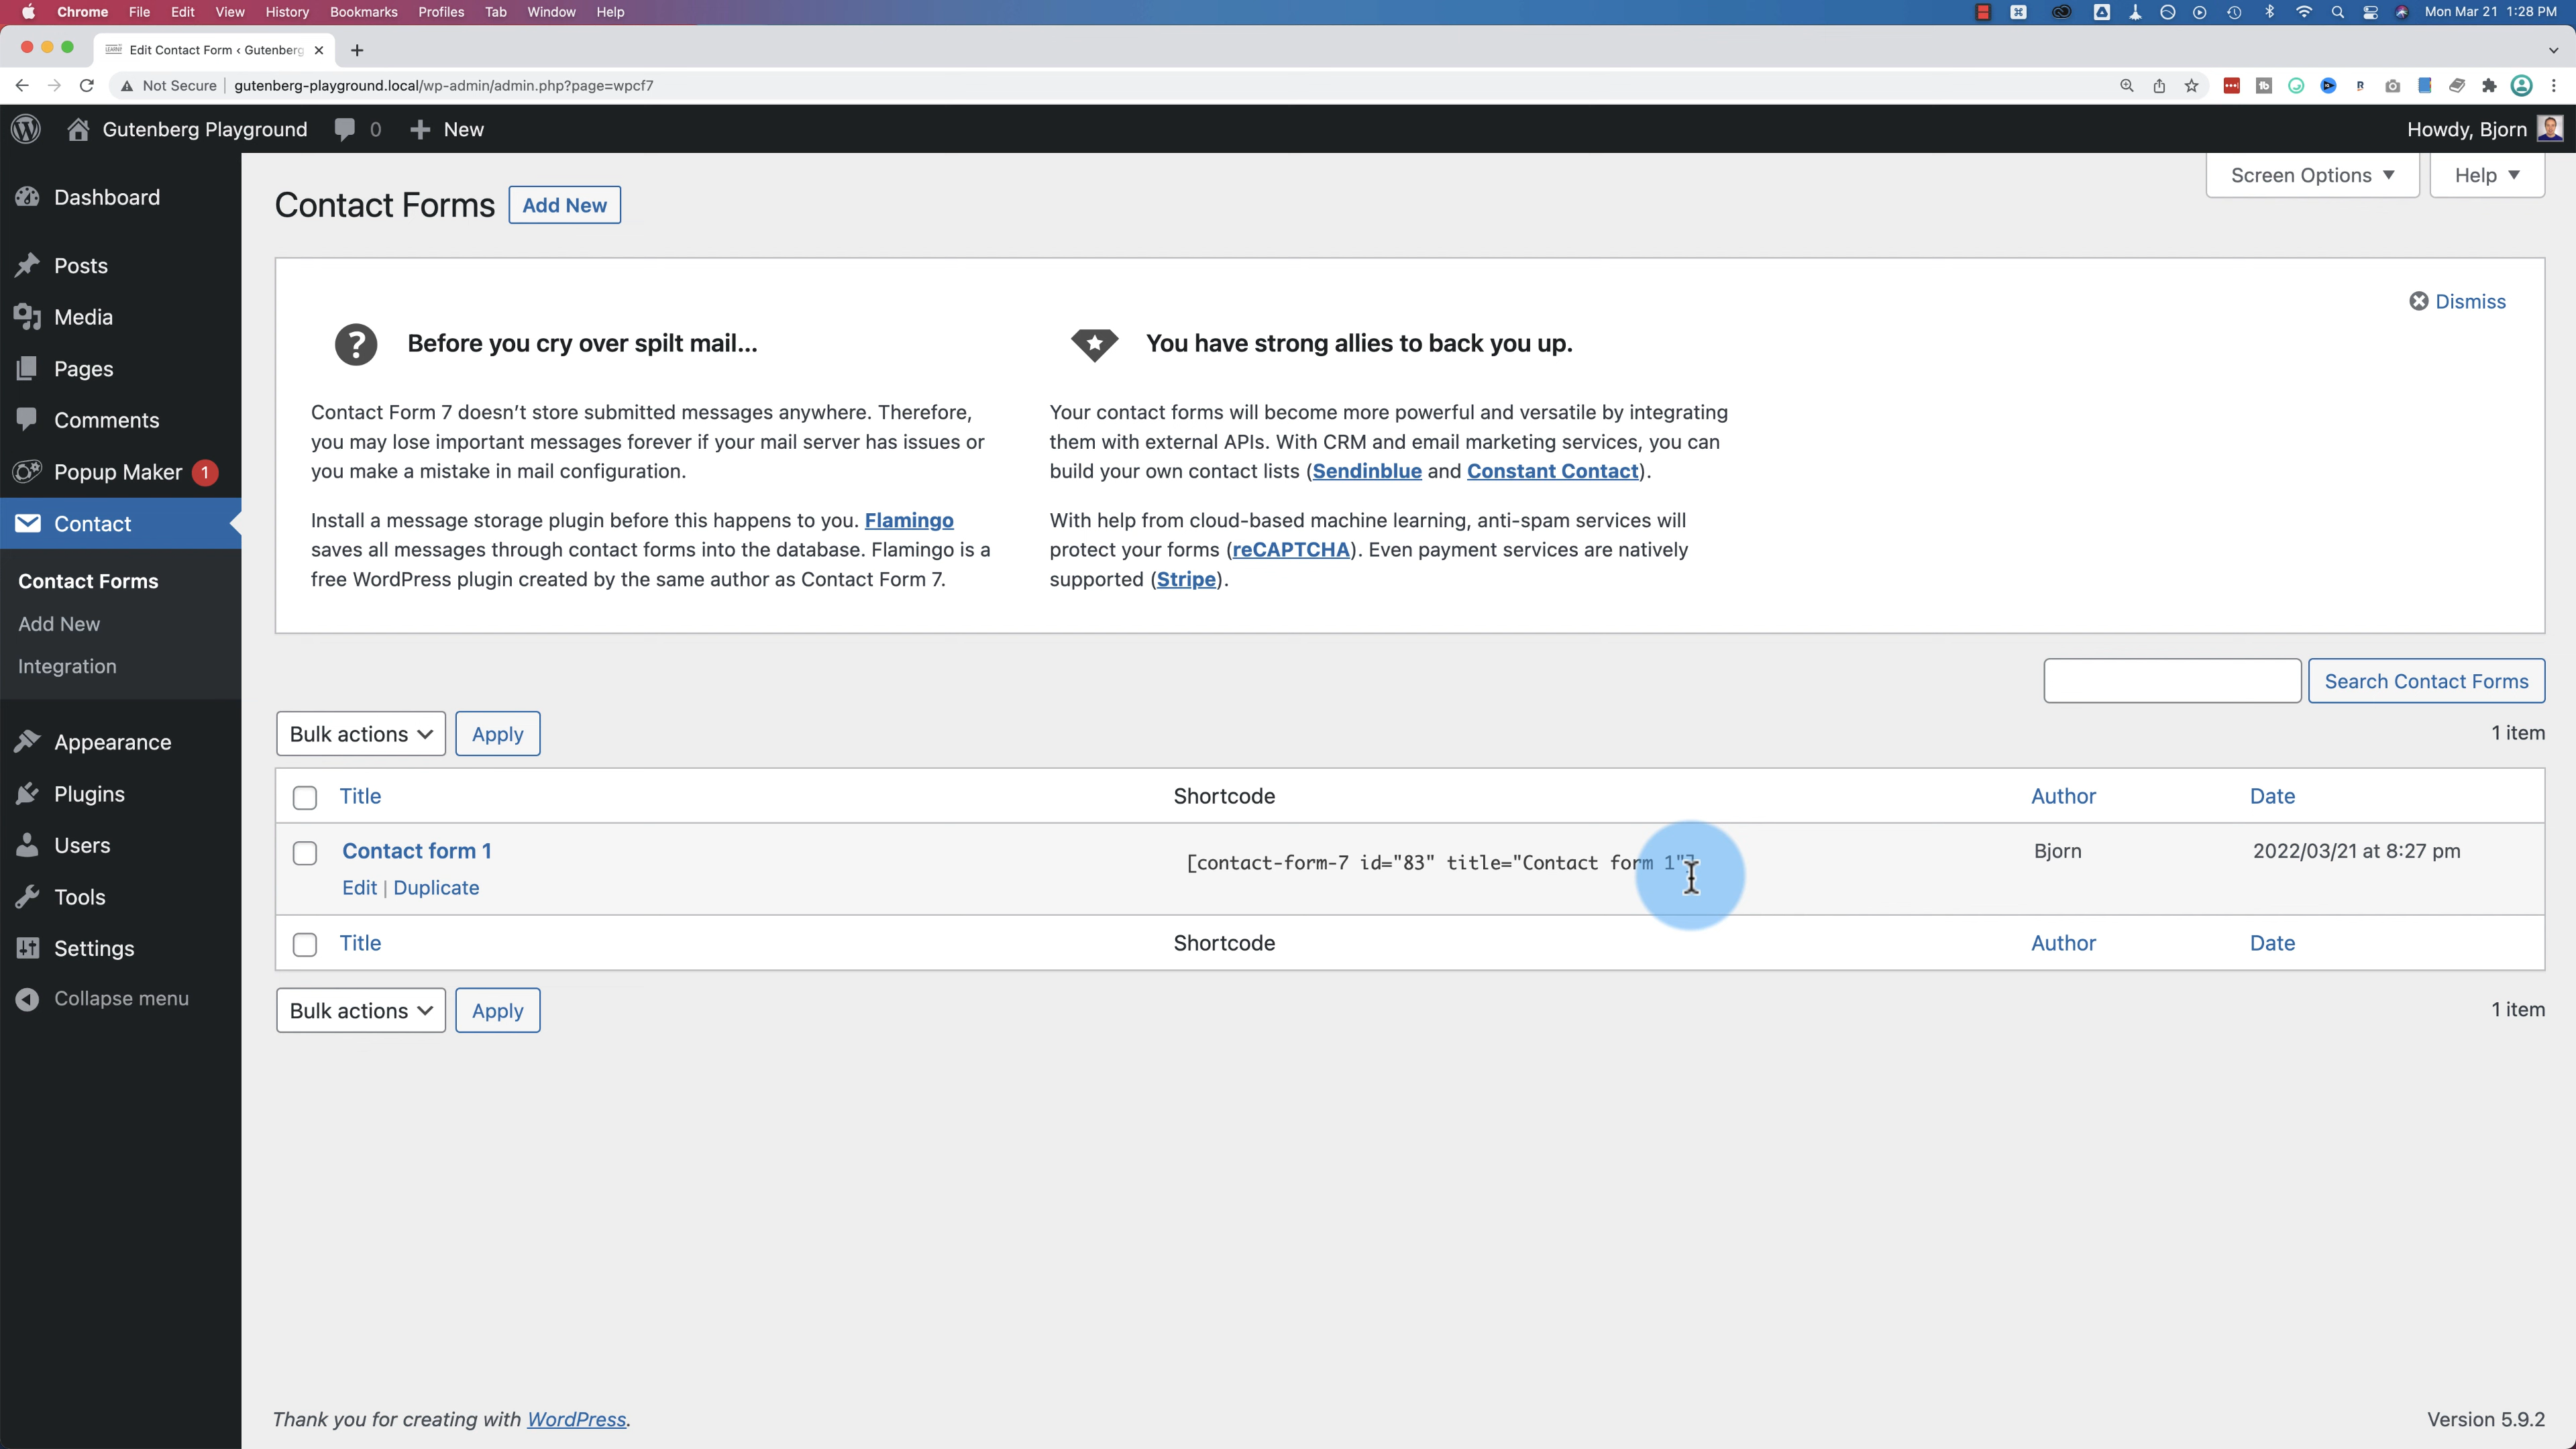 Chrome File Edit View History Bookmarks Profiles Tab Window Help Mon Mar 21 1:28 PM
Edit Contact Form ‹ Gutenberg
Not Secure gutenberg-playground.local/wp-admin/admin.php?page=wpcf7
Gutenberg Playground 0 New Howdy, Bjorn
Screen Options Help
Dashboard
Posts
Media
Pages
Comments
Popup Maker 1
Contact
Contact Forms
Add New
Integration
Appearance
Plugins
Users
Tools
Settings
Collapse menu
Contact Forms Add New
Dismiss
Before you cry over spilt mail…
Contact Form 7 doesn’t store submitted messages anywhere. Therefore,
you may lose important messages forever if your mail server has issues or
you make a mistake in mail configuration.
Install a message storage plugin before this happens to you. Flamingo
saves all messages through contact forms into the database. Flamingo is a
free WordPress plugin created by the same author as Contact Form 7.
You have strong allies to back you up.
Your contact forms will become more powerful and versatile by integrating
them with external APIs. With CRM and email marketing services, you can
build your own contact lists (Sendinblue and Constant Contact).
With help from cloud-based machine learning, anti-spam services will
protect your forms (reCAPTCHA). Even payment services are natively
supported (Stripe).
Search Contact Forms
Bulk actions Apply 1 item
Title Shortcode Author Date
Contact form 1 [contact-form-7 id="83" title="Contact form 1"] Bjorn 2022/03/21 at 8:27 pm
Edit | Duplicate
Title Shortcode Author Date
Bulk actions Apply 1 item
Thank you for creating with WordPress. Version 5.9.2